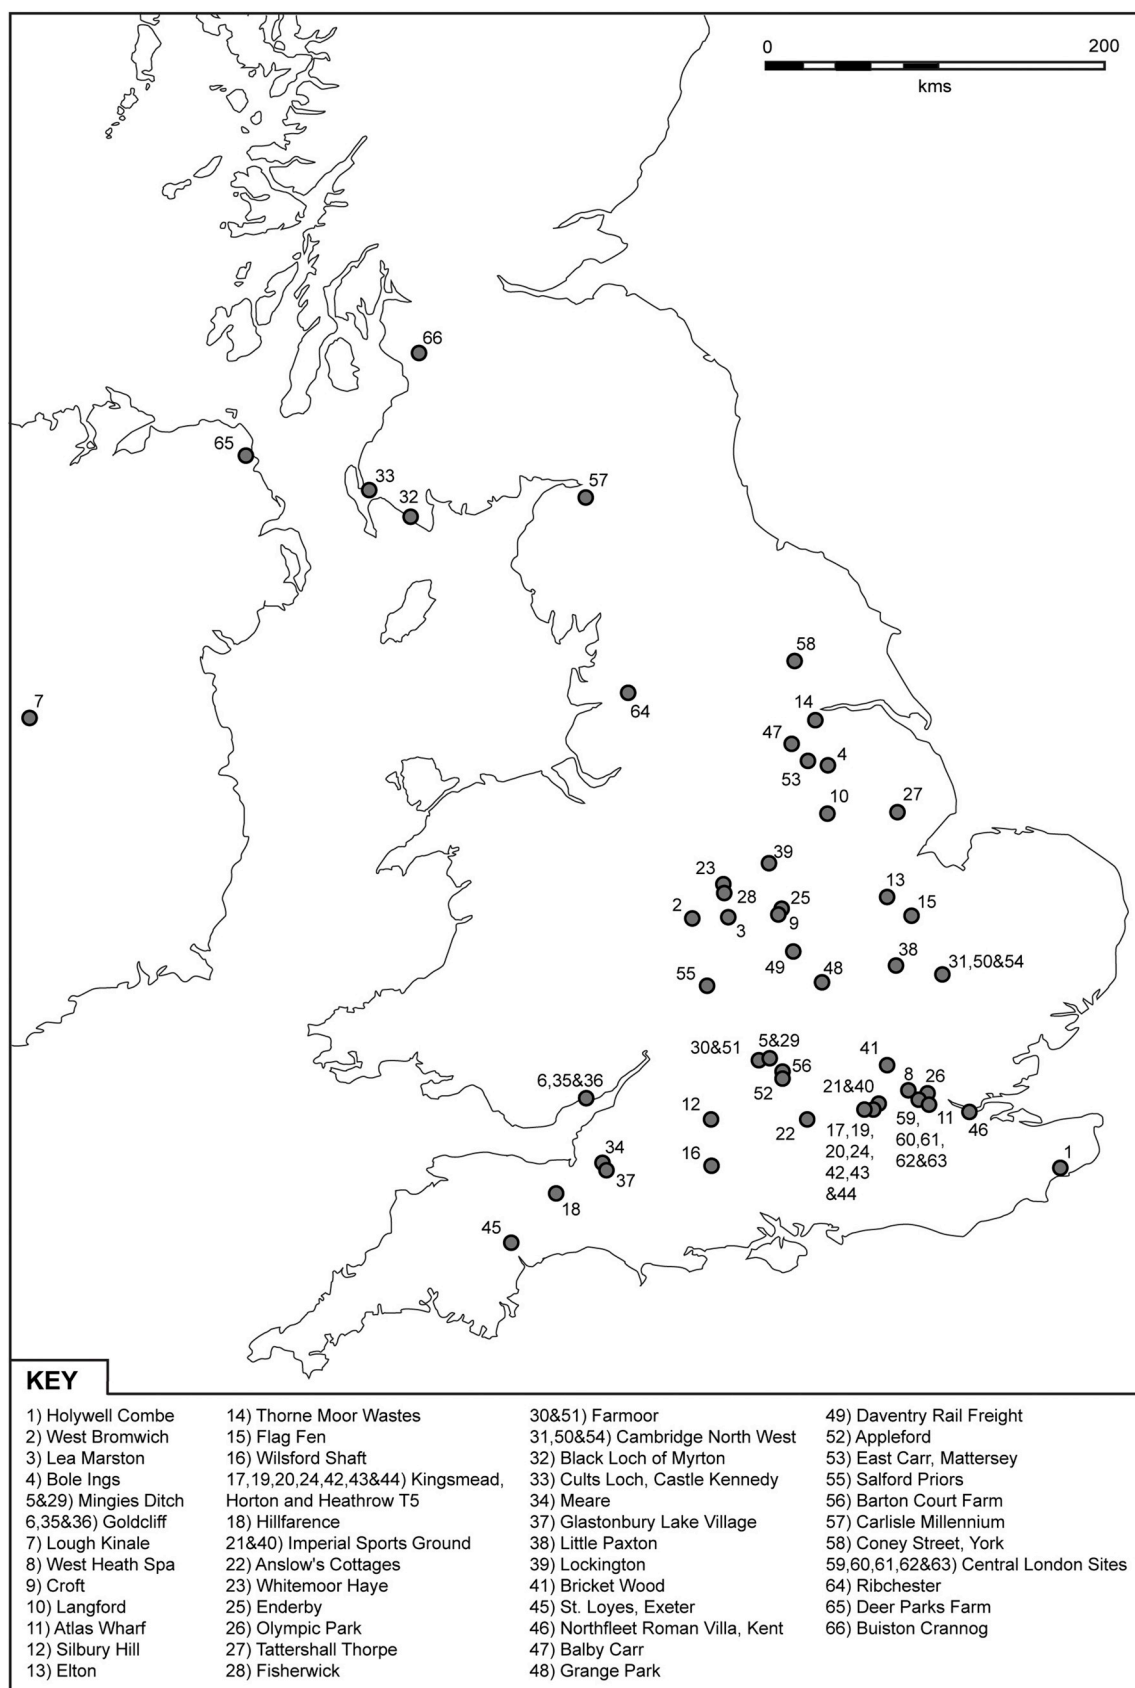 0 200
kms
66
65
33
32
57
58
7
64
14
47
4
53
10
27
39
23
28
13
25
2
3
9
15
38
31,50&54
49
48
55
30&51
5&29
41
56
52
8
26
6,35&36
21&40
12
22
17,19,
20,24,
42,43
&44
59,
60,61,
62&63
11
46
34
37
16
1
18
45
KEY
1) Holywell Combe
2) West Bromwich
3) Lea Marston
4) Bole Ings
5&29) Mingies Ditch
6,35&36) Goldcliff
7) Lough Kinale
8) West Heath Spa
9) Croft
10) Langford
11) Atlas Wharf
12) Silbury Hill
13) Elton
14) Thorne Moor Wastes
15) Flag Fen
16) Wilsford Shaft
17,19,20,24,42,43&44) Kingsmead,
Horton and Heathrow T5
18) Hillfarence
21&40) Imperial Sports Ground
22) Anslow's Cottages
23) Whitemoor Haye
25) Enderby
26) Olympic Park
27) Tattershall Thorpe
28) Fisherwick
30&51) Farmoor
31,50&54) Cambridge North West
32) Black Loch of Myrton
33) Cults Loch, Castle Kennedy
34) Meare
37) Glastonbury Lake Village
38) Little Paxton
39) Lockington
41) Bricket Wood
45) St. Loyes, Exeter
46) Northfleet Roman Villa, Kent
47) Balby Carr
48) Grange Park
49) Daventry Rail Freight
52) Appleford
53) East Carr, Mattersey
55) Salford Priors
56) Barton Court Farm
57) Carlisle Millennium
58) Coney Street, York
59,60,61,62&63) Central London Sites
64) Ribchester
65) Deer Parks Farm
66) Buiston Crannog